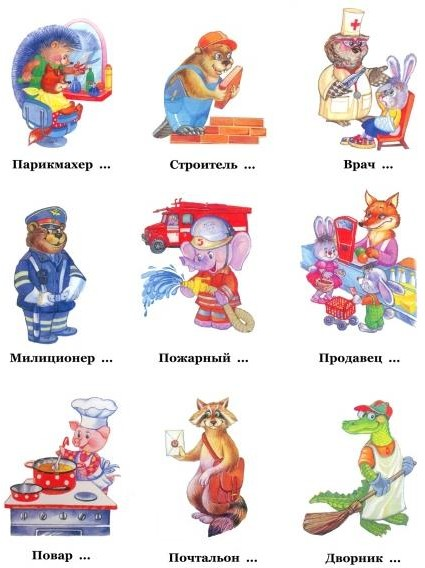 Парикмахер ...
Строитель ...
Врач ...
Милиционер ...
Пожарный ...
Продавец ...
Повар ...
Почтальон ...
Дворник ...